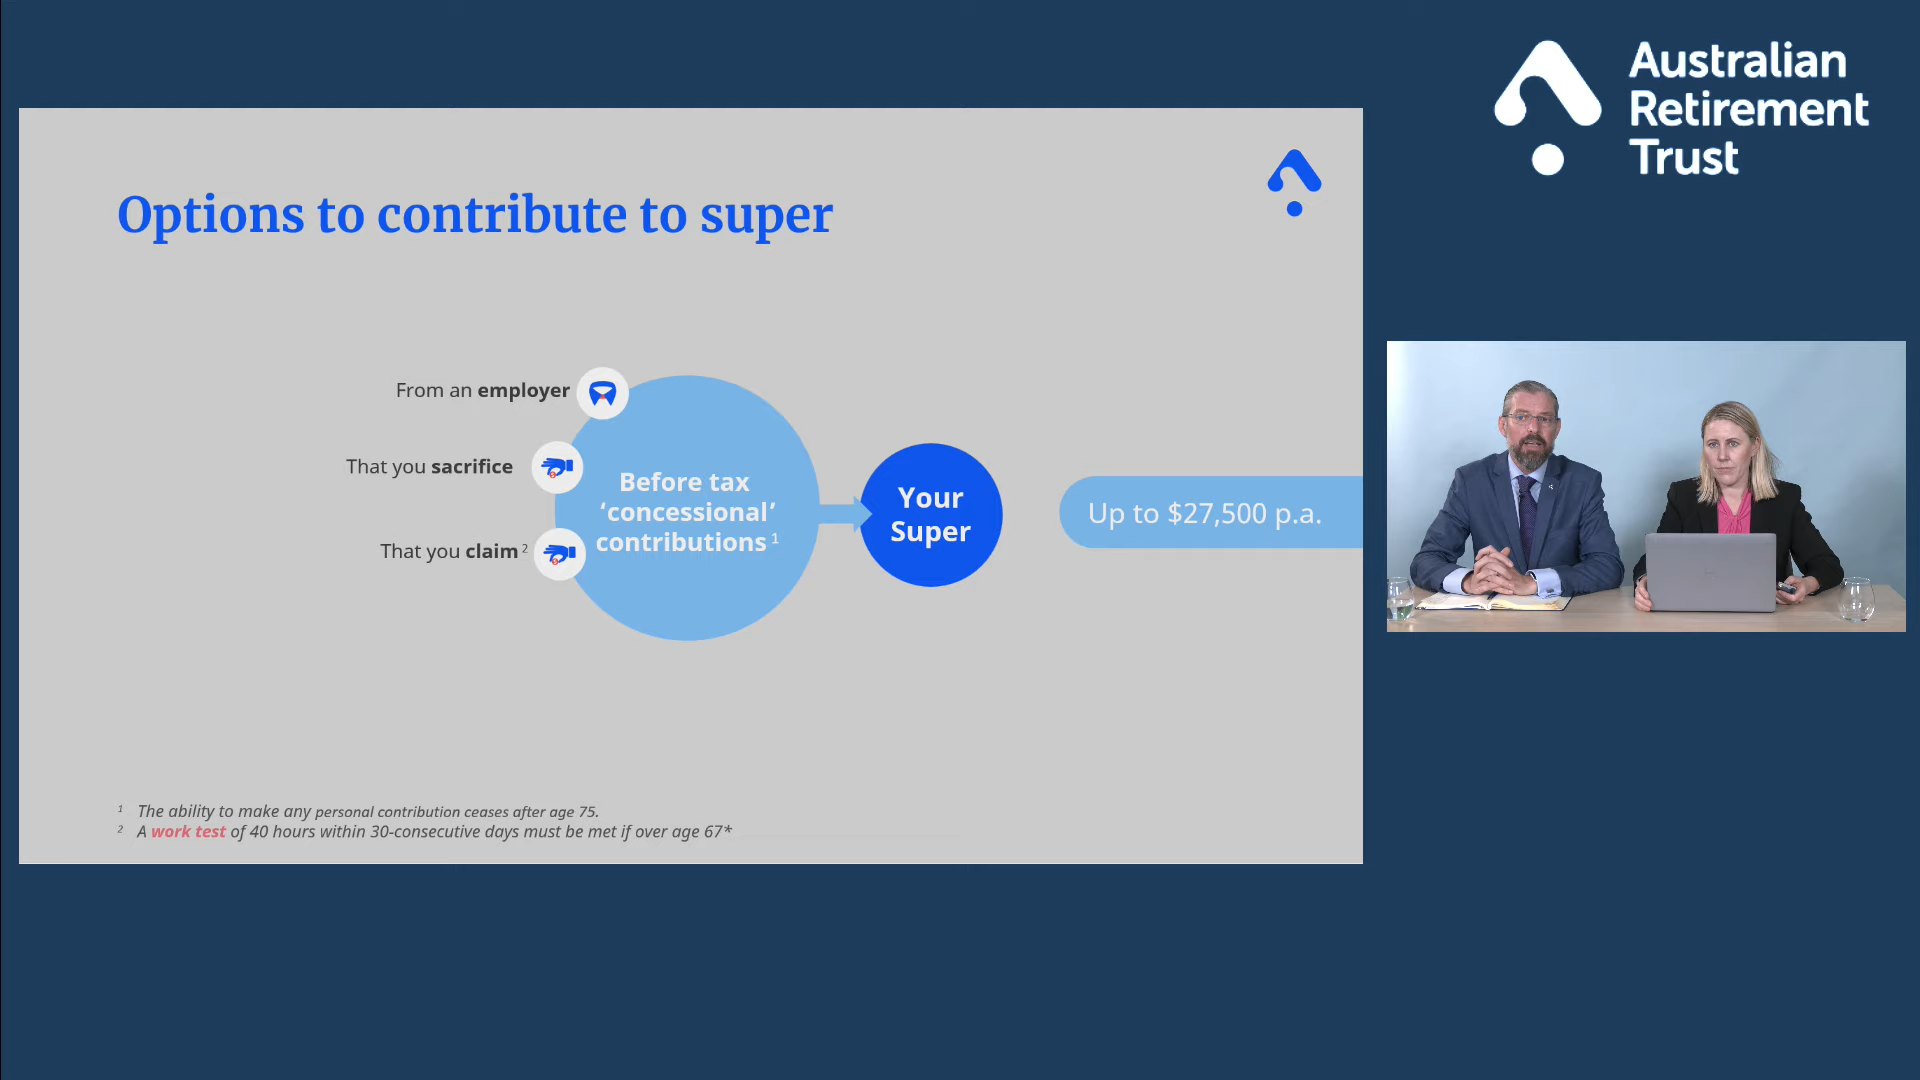 Australian
Retirement
Trust
Options to contribute to super
From an employer
That you sacrifice
That you claim ²
Before tax
‘concessional’
contributions ¹
Your
Super
Up to $27,500 p.a.
¹ The ability to make any personal contribution ceases after age 75.
² A work test of 40 hours within 30-consecutive days must be met if over age 67*